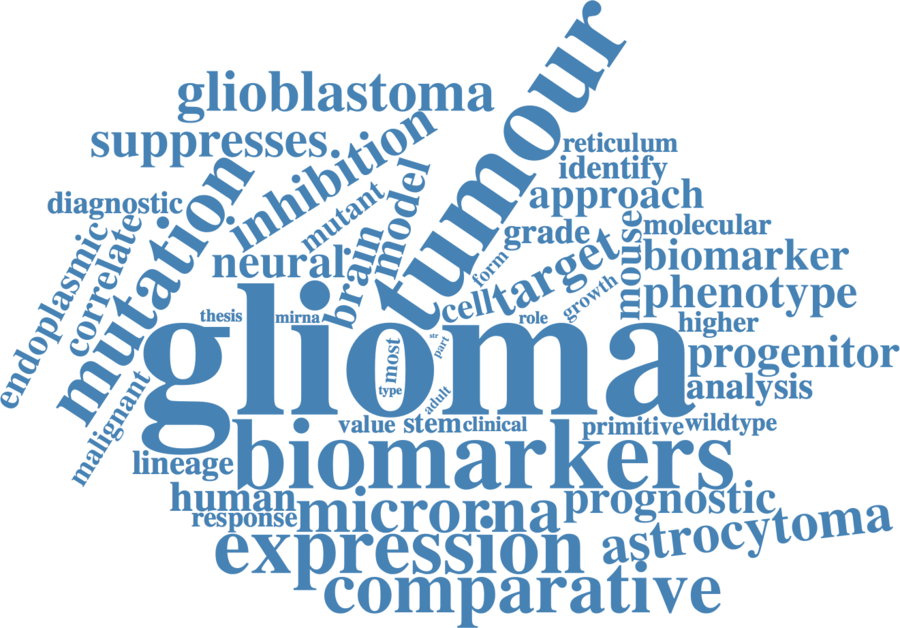 glioblastoma
tumour
suppresses
inhibition
reticulum
identify
mutation
mutant
model
approach
diagnostic
correlate
endoplasmic
neural
brain
form
grade
target
mouse
molecular
biomarker
cell
growth
phenotype
thesis
mirna
glioma
role
higher
str
part
most
type
adult
progenitor
analysis
malignant
value
stem
clinical
primitive
wildtype
lineage
biomarkers
human
response
microrna
prognostic
expression
astrocytoma
comparative